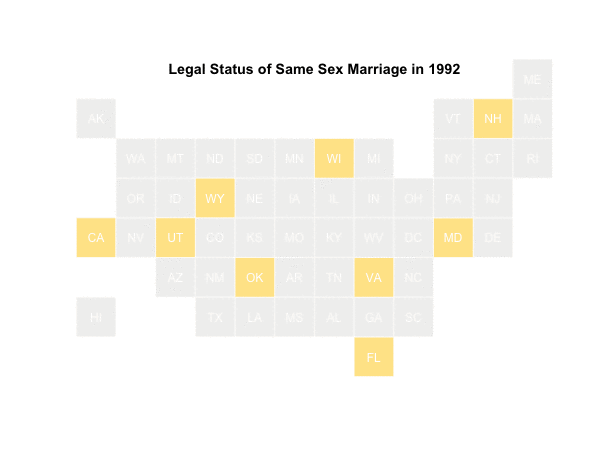 Legal Status of Same Sex Marriage in 1992
ME
AK VT NH MA
WA MT ND SD MN WI MI NY CT RI
OR ID WY NE IA IL IN OH PA NJ
CA NV UT CO KS MO KY WV DC MD DE
AZ NM OK AR TN VA NC
HI TX LA MS AL GA SC
FL